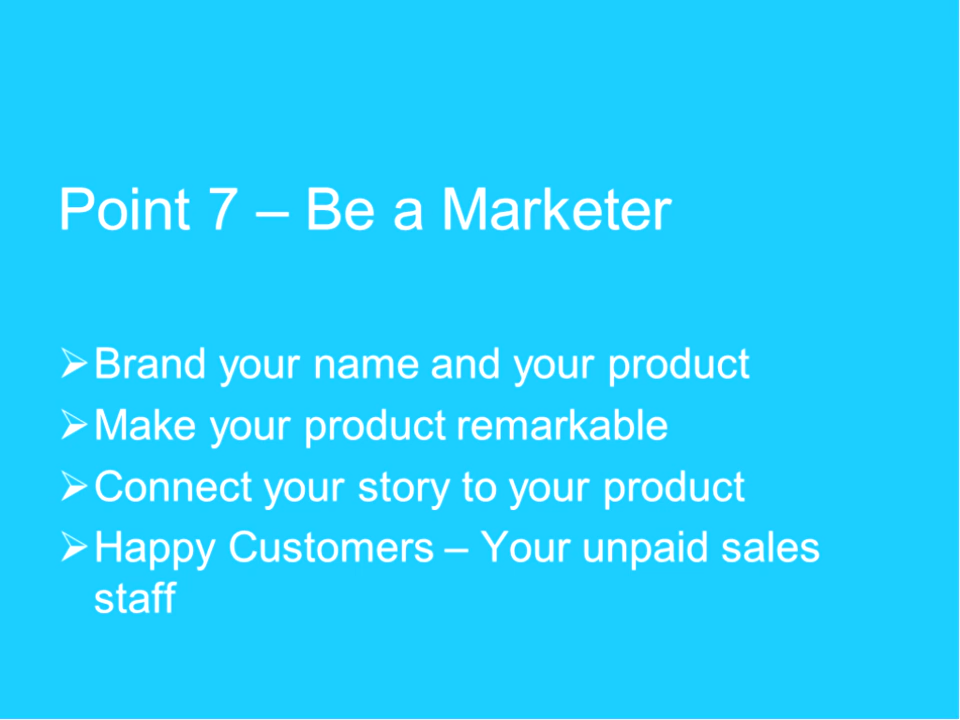 Point 7 – Be a Marketer
➢Brand your name and your product
➢Make your product remarkable
➢Connect your story to your product
➢Happy Customers – Your unpaid sales
staff